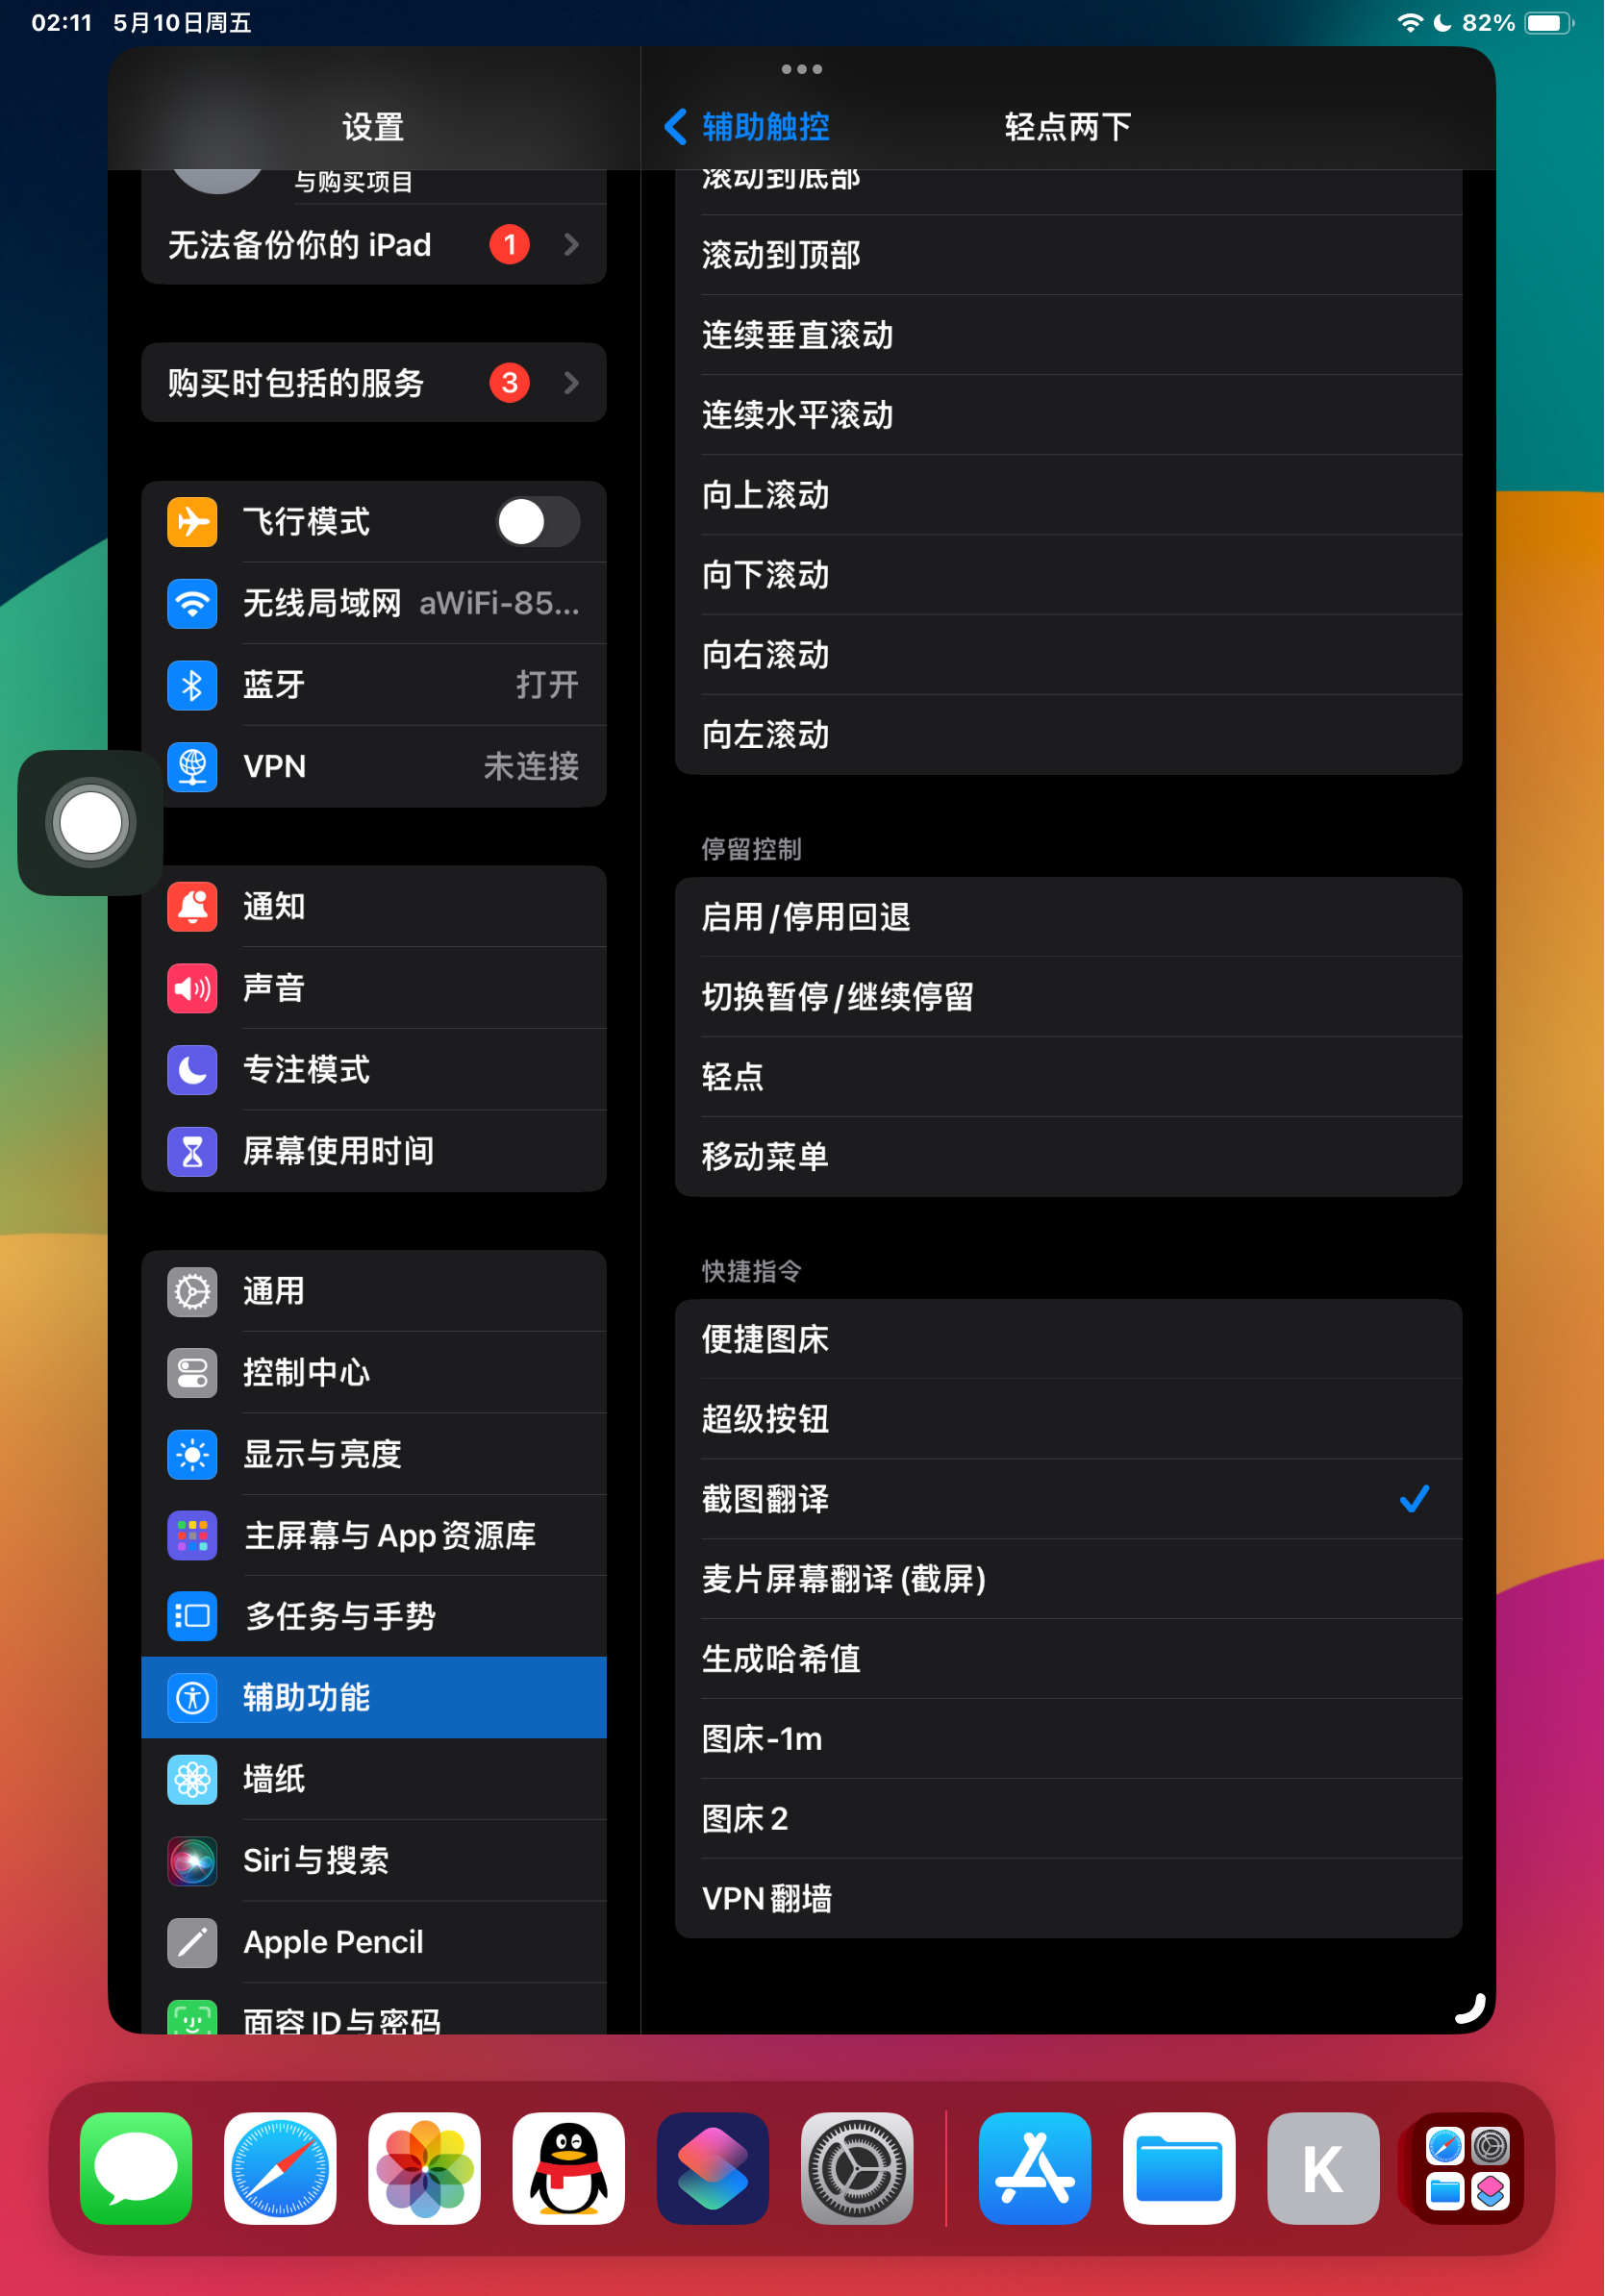 02:11 5月10日周五
82%
设置
与购买项目
无法备份你的 iPad 1
购买时包括的服务 3
飞行模式
无线局域网 aWiFi-85...
蓝牙 打开
VPN 未连接
通知
声音
专注模式
屏幕使用时间
通用
控制中心
显示与亮度
主屏幕与 App 资源库
多任务与手势
辅助功能
墙纸
Siri与搜索
Apple Pencil
面容 ID与密码
辅助触控 轻点两下
滚动到底部
滚动到顶部
连续垂直滚动
连续水平滚动
向上滚动
向下滚动
向右滚动
向左滚动
停留控制
启用/停用回退
切换暂停/继续停留
轻点
移动菜单
快捷指令
便捷图床
超级按钮
截图翻译
麦片屏幕翻译 (截屏)
生成哈希值
图床-1m
图床 2
VPN 翻墙
K